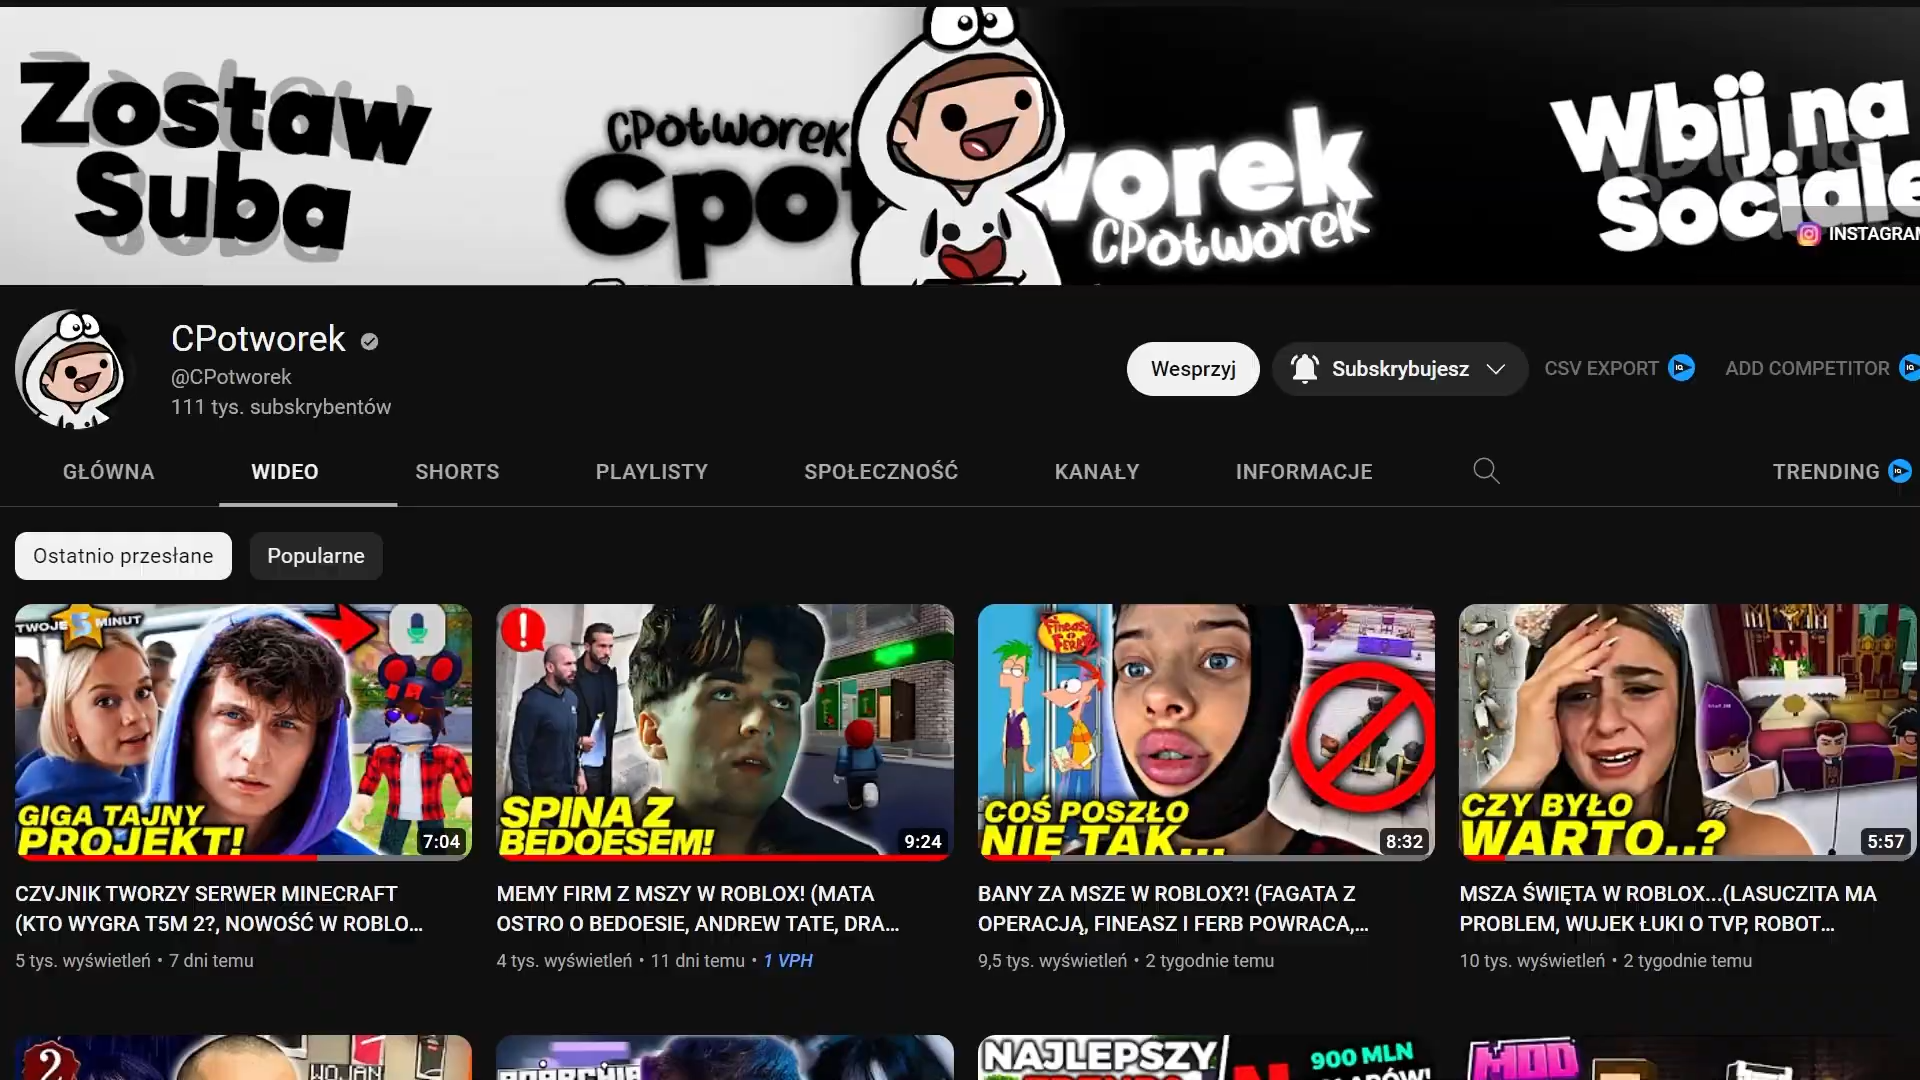 Zostaw
Suba
CPotworek
Cpot
worek
CPotworek
Wbij na
Sociale
INSTAGRAM
CPotworek
@CPotworek
111 tys. subskrybentów
Wesprzyj
Subskrybujesz
CSV EXPORT
ADD COMPETITOR
GŁÓWNA
WIDEO
SHORTS
PLAYLISTY
SPOŁECZNOŚĆ
KANAŁY
INFORMACJE
TRENDING
Ostatnio przesłane
Popularne
TWOJE 5 MINUT
GIGA TAJNY
PROJEKT!
7:04
SPINA Z
BEDOESEM!
9:24
Fineasz
i
Ferb
COŚ POSZŁO
NIE TAK...
8:32
CZY BYŁO
WARTO..?
5:57
CZVJNIK TWORZY SERWER MINECRAFT
(KTO WYGRA T5M 2?, NOWOŚĆ W ROBLO...
5 tys. wyświetleń • 7 dni temu
MEMY FIRM Z MSZY W ROBLOX! (MATA
OSTRO O BEDOESIE, ANDREW TATE, DRA...
4 tys. wyświetleń • 11 dni temu • 1 VPH
BANY ZA MSZE W ROBLOX?! (FAGATA Z
OPERACJĄ, FINEASZ I FERB POWRACA,...
9,5 tys. wyświetleń • 2 tygodnie temu
MSZA ŚWIĘTA W ROBLOX...(LASUCZITA MA
PROBLEM, WUJEK ŁUKI O TVP, ROBOT...
10 tys. wyświetleń • 2 tygodnie temu
2
WOJAN
NAJLEPSZY
900 MLN
MOD